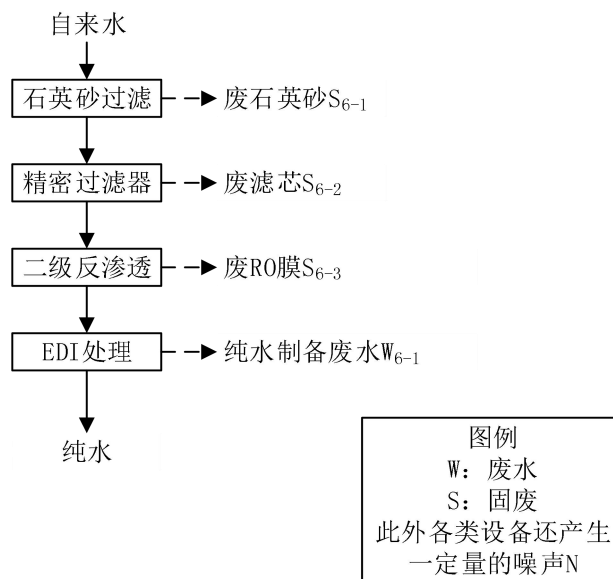 自来水
石英砂过滤
废石英砂S6-1
精密过滤器
废滤芯S6-2
二级反渗透
废RO膜S6-3
EDI处理
纯水制备废水W6-1
纯水
图例
W：废水
S：固废
此外各类设备还产生
一定量的噪声N